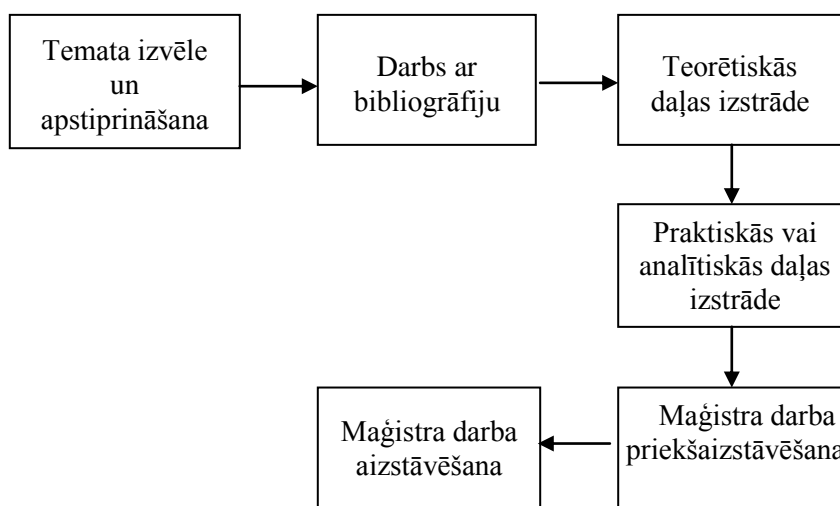 Temata izvēle
un
apstiprināšana
Darbs ar
bibliogrāfiju
Teorētiskās
daļas izstrāde
Praktiskās vai
analītiskās daļas
izstrāde
Maģistra darba
priekšaizstāvēšana
Maģistra darba
aizstāvēšana